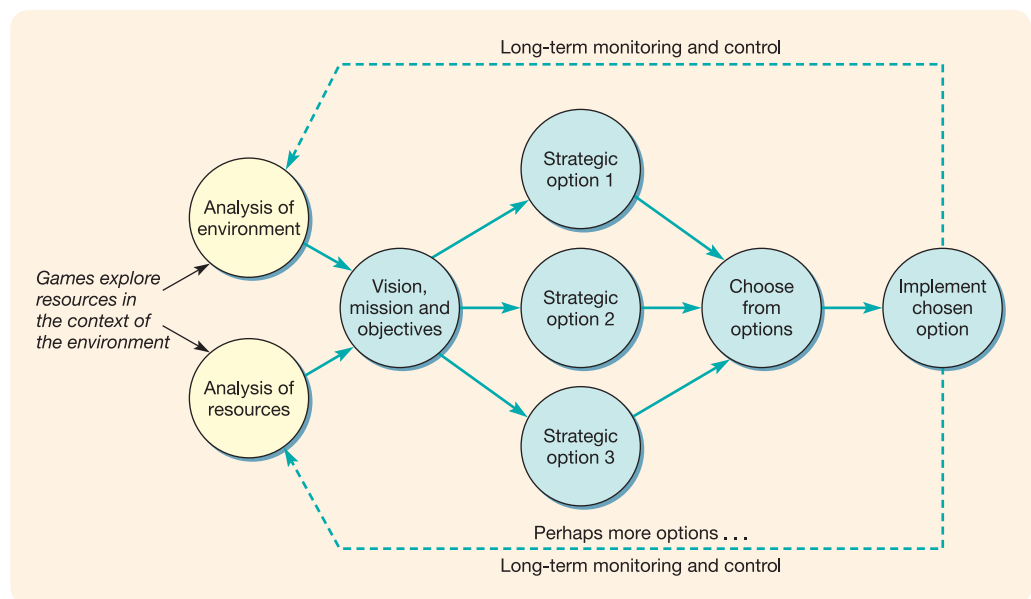 Long-term monitoring and control
Strategic
option 1
Analysis of
environment
Games explore
resources in
the context of
the environment
Vision,
mission and
objectives
Strategic
option 2
Choose
from
options
Implement
chosen
option
Analysis of
resources
Strategic
option 3
Perhaps more options . . .
Long-term monitoring and control